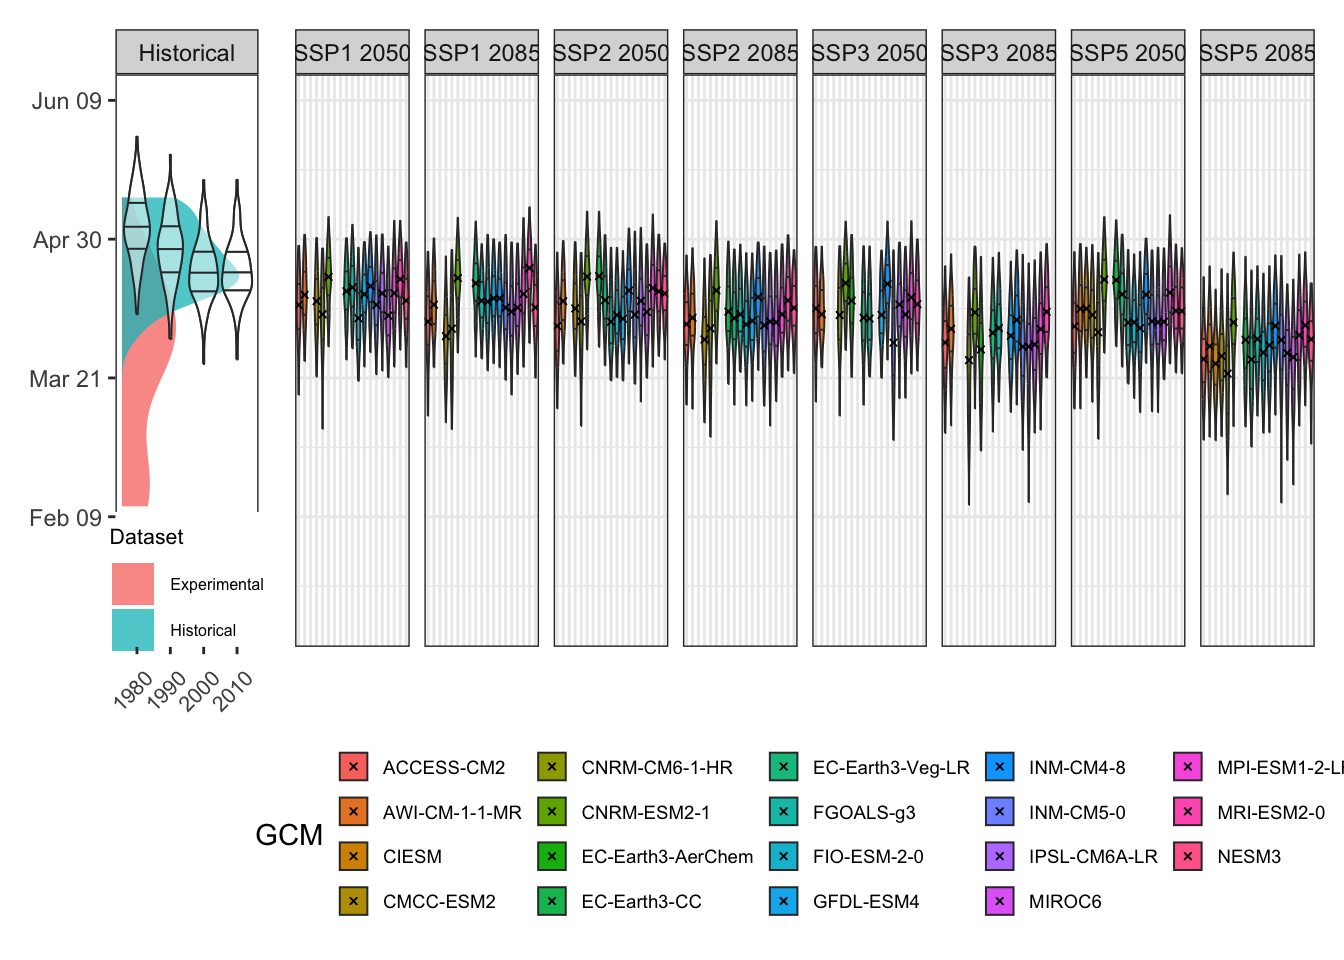 Historical
SSP1 2050
SSP1 2085
SSP2 2050
SSP2 2085
SSP3 2050
SSP3 2085
SSP5 2050
SSP5 2085
Jun 09
Apr 30
Mar 21
Feb 09
Dataset
Experimental
Historical
1980
1990
2000
2010
GCM
ACCESS-CM2
AWI-CM-1-1-MR
CIESM
CMCC-ESM2
CNRM-CM6-1-HR
CNRM-ESM2-1
EC-Earth3-AerChem
EC-Earth3-CC
EC-Earth3-Veg-LR
FGOALS-g3
FIO-ESM-2-0
GFDL-ESM4
INM-CM4-8
INM-CM5-0
IPSL-CM6A-LR
MIROC6
MPI-ESM1-2-L
MRI-ESM2-0
NESM3